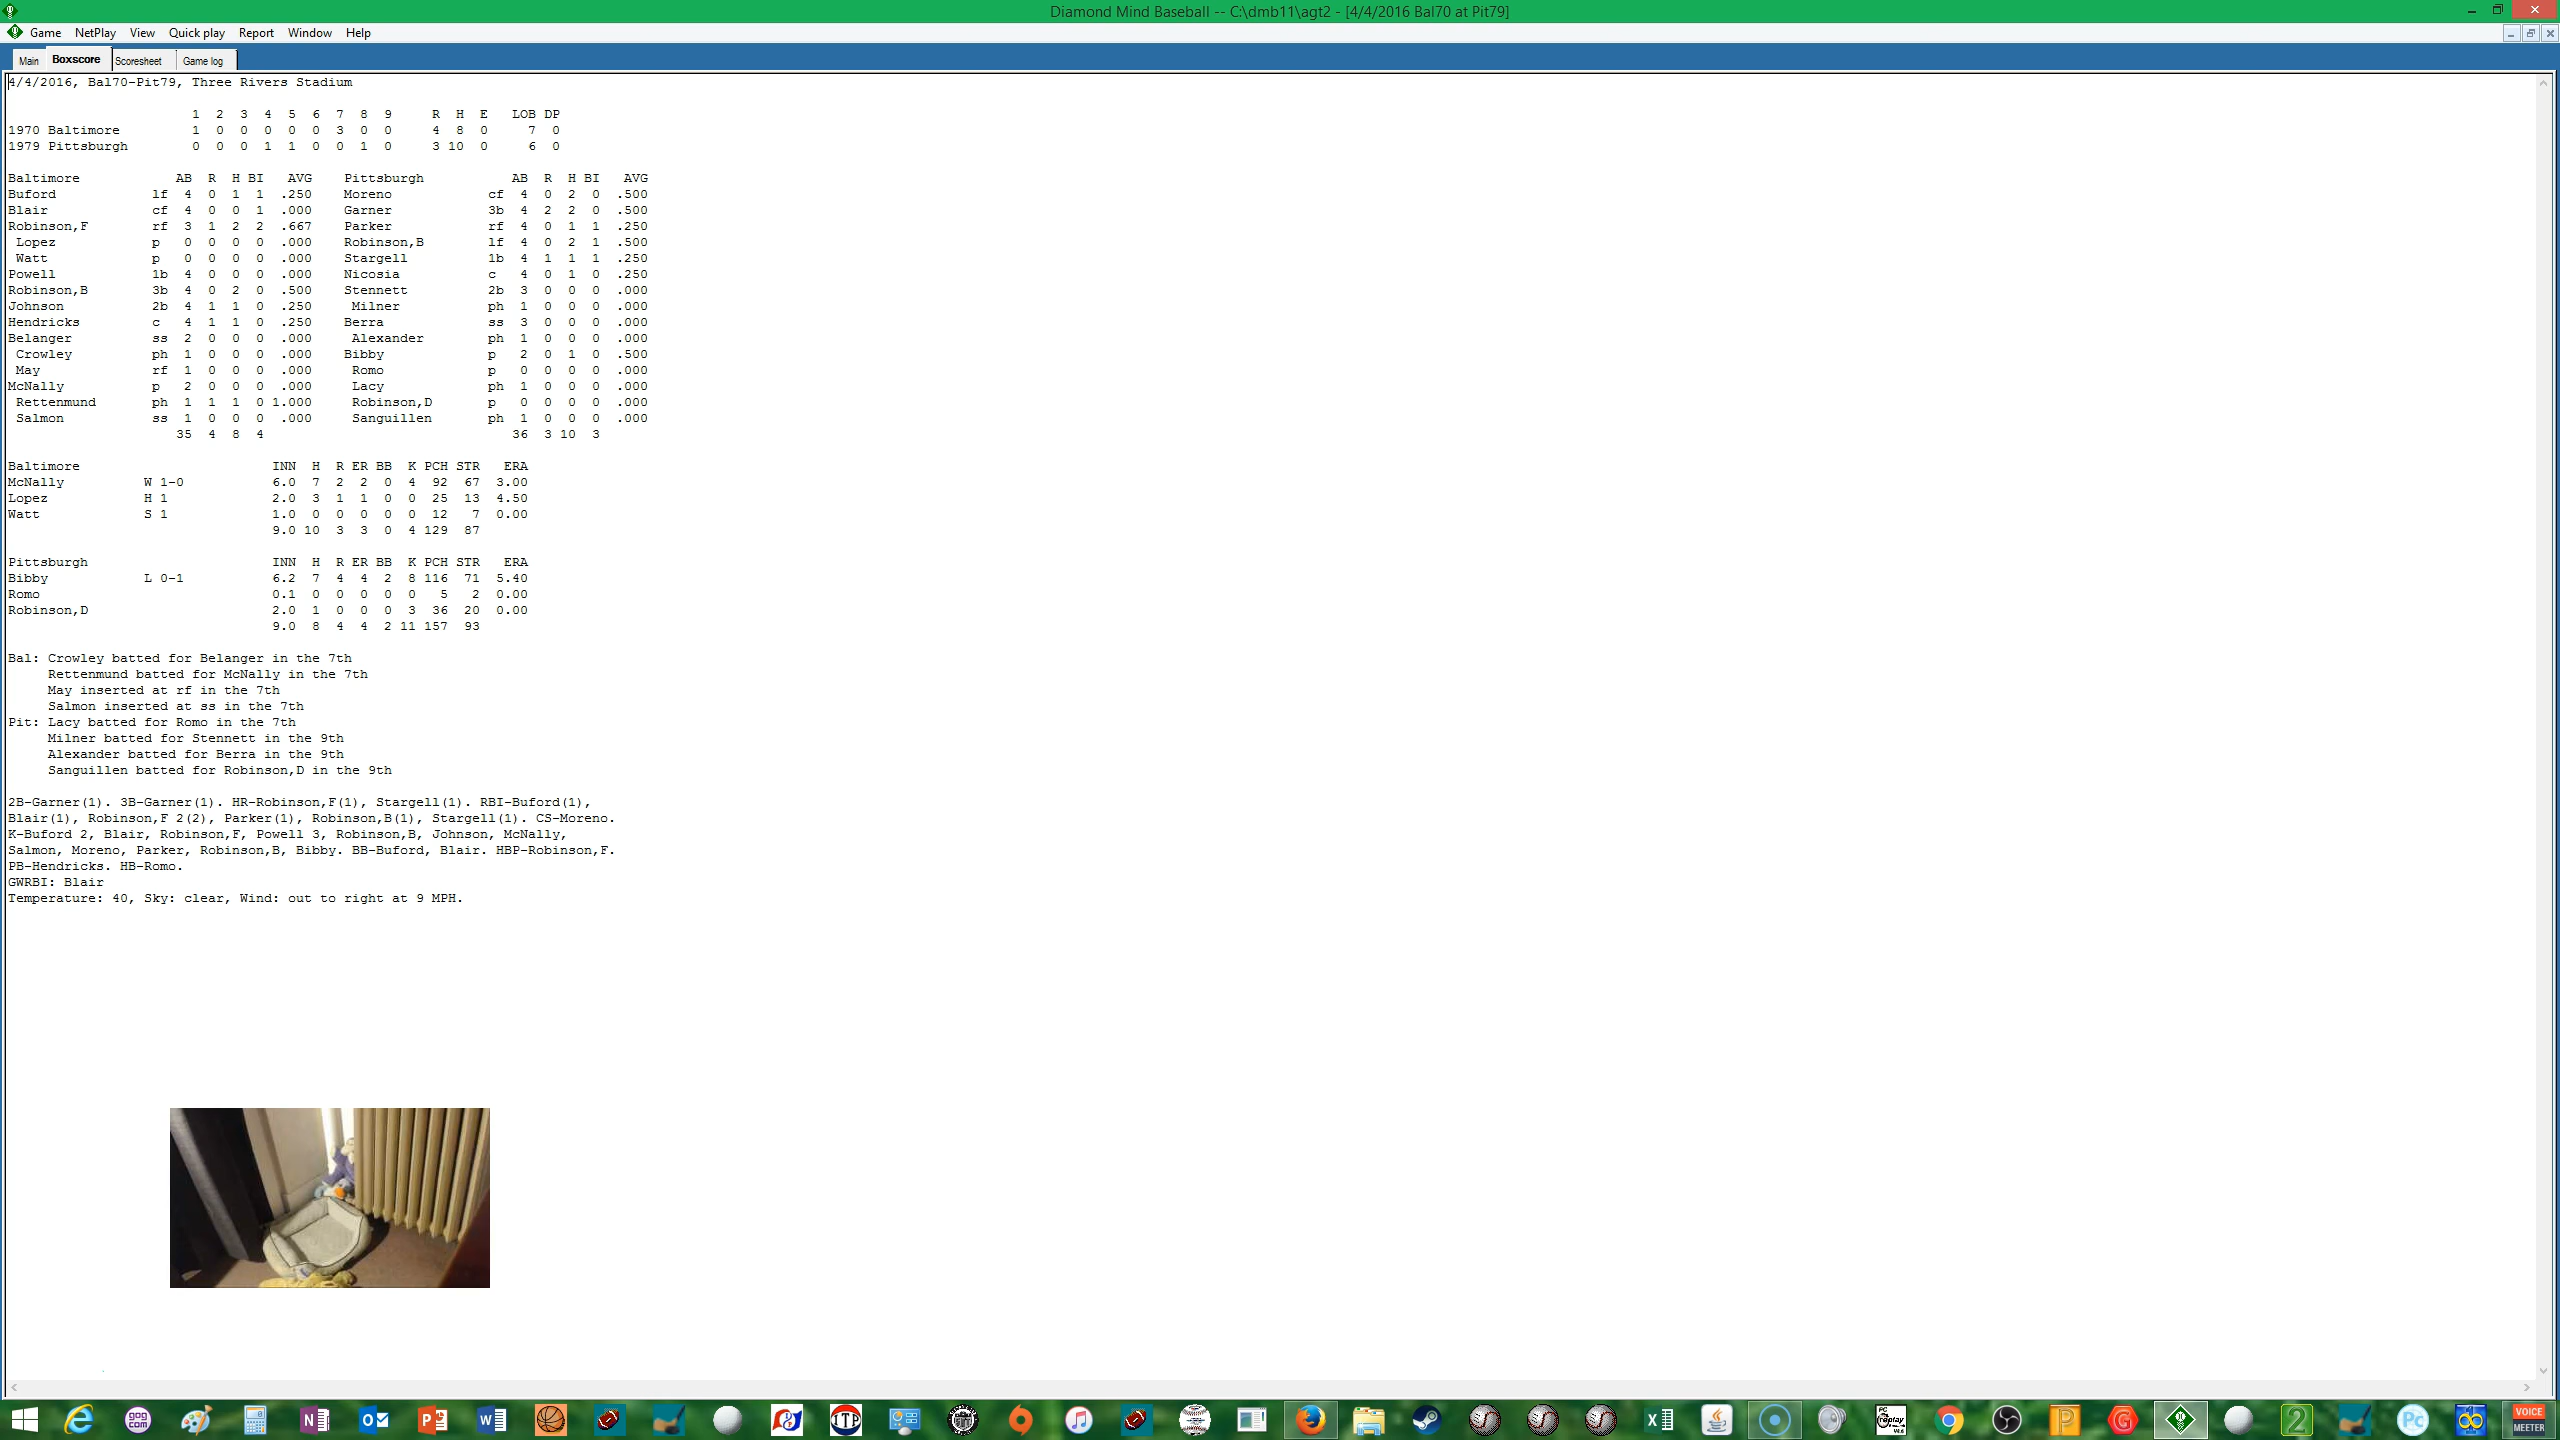 Diamond Mind Baseball -- C:\dmb11\agt2 - [4/4/2016 Bal70 at Pit79]
Game NetPlay View Quick play Report Window Help
Main Boxscore Scoresheet Game log
4/4/2016, Bal70-Pit79, Three Rivers Stadium
1 2 3 4 5 6 7 8 9 R H E LOB DP
1970 Baltimore 1 0 0 0 0 0 3 0 0 4 8 0 7 0
1979 Pittsburgh 0 0 0 1 1 0 0 1 0 3 10 0 6 0
Baltimore AB R H BI AVG Pittsburgh AB R H BI AVG
Buford lf 4 0 1 1 .250 Moreno cf 4 0 2 0 .500
Blair cf 4 0 0 1 .000 Garner 3b 4 2 2 0 .500
Robinson,F rf 3 1 2 2 .667 Parker rf 4 0 1 1 .250
Lopez p 0 0 0 0 .000 Robinson,B lf 4 0 2 1 .500
Watt p 0 0 0 0 .000 Stargell 1b 4 1 1 1 .250
Powell 1b 4 0 0 0 .000 Nicosia c 4 0 1 0 .250
Robinson,B 3b 4 0 2 0 .500 Stennett 2b 3 0 0 0 .000
Johnson 2b 4 1 1 0 .250 Milner ph 1 0 0 0 .000
Hendricks c 4 1 1 0 .250 Berra ss 3 0 0 0 .000
Belanger ss 2 0 0 0 .000 Alexander ph 1 0 0 0 .000
Crowley ph 1 0 0 0 .000 Bibby p 2 0 1 0 .500
May rf 1 0 0 0 .000 Romo p 0 0 0 0 .000
McNally p 2 0 0 0 .000 Lacy ph 1 0 0 0 .000
Rettenmund ph 1 1 1 0 1.000 Robinson,D p 0 0 0 0 .000
Salmon ss 1 0 0 0 .000 Sanguillen ph 1 0 0 0 .000
35 4 8 4 36 3 10 3
Baltimore INN H R ER BB K PCH STR ERA
McNally W 1-0 6.0 7 2 2 0 4 92 67 3.00
Lopez H 1 2.0 3 1 1 0 0 25 13 4.50
Watt S 1 1.0 0 0 0 0 0 12 7 0.00
9.0 10 3 3 0 4 129 87
Pittsburgh INN H R ER BB K PCH STR ERA
Bibby L 0-1 6.2 7 4 4 2 8 116 71 5.40
Romo 0.1 0 0 0 0 0 5 2 0.00
Robinson,D 2.0 1 0 0 0 3 36 20 0.00
9.0 8 4 4 2 11 157 93
Bal: Crowley batted for Belanger in the 7th
Rettenmund batted for McNally in the 7th
May inserted at rf in the 7th
Salmon inserted at ss in the 7th
Pit: Lacy batted for Romo in the 7th
Milner batted for Stennett in the 9th
Alexander batted for Berra in the 9th
Sanguillen batted for Robinson,D in the 9th
2B-Garner(1). 3B-Garner(1). HR-Robinson,F(1), Stargell(1). RBI-Buford(1),
Blair(1), Robinson,F 2(2), Parker(1), Robinson,B(1), Stargell(1). CS-Moreno.
K-Buford 2, Blair, Robinson,F, Powell 3, Robinson,B, Johnson, McNally,
Salmon, Moreno, Parker, Robinson,B, Bibby. BB-Buford, Blair. HBP-Robinson,F.
PB-Hendricks. HB-Romo.
GWRBI: Blair
Temperature: 40, Sky: clear, Wind: out to right at 9 MPH.
gog.com ITP PC replay VOICE MEETER